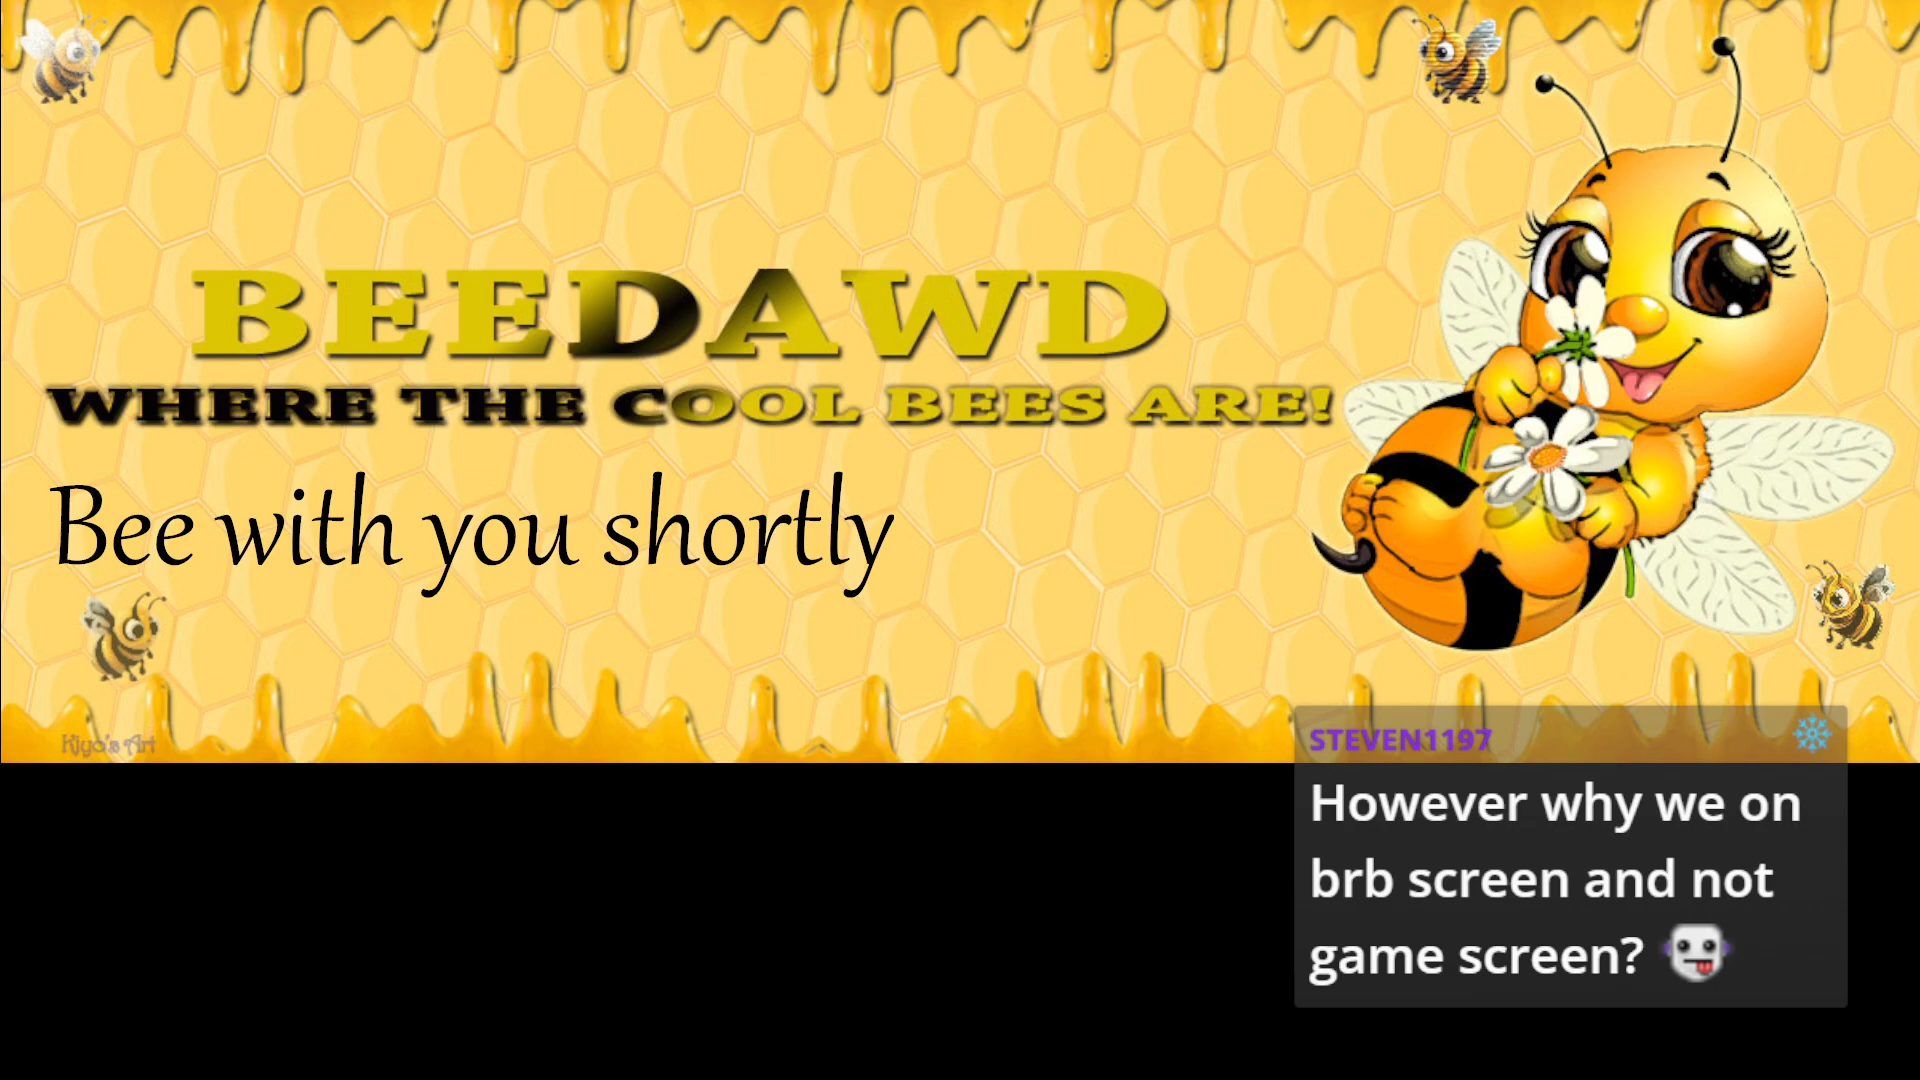 BEEDAWD
WHERE THE COOL BEES ARE!
Bee with you shortly
Kiya's Art
STEVEN1197
However why we on
brb screen and not
game screen?